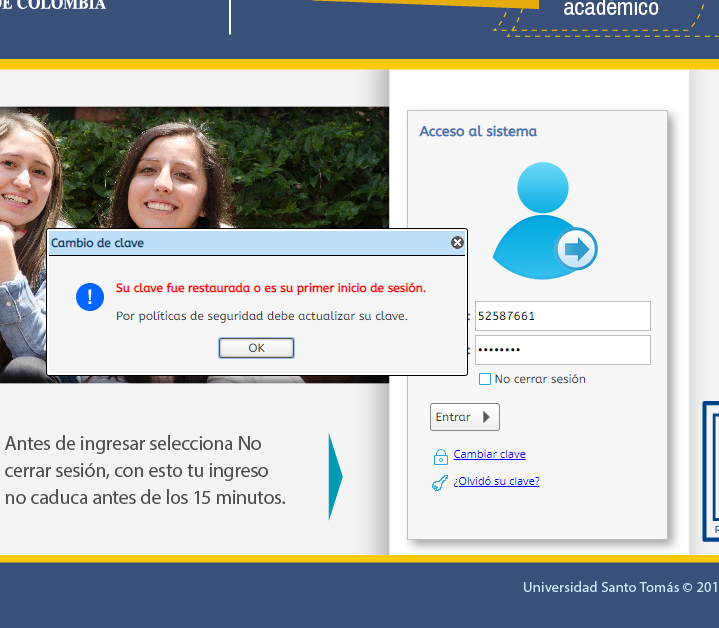 DE COLOMBIA
académico
Acceso al sistema
Cambio de clave
Su clave fue restaurada o es su primer inicio de sesión.
Por políticas de seguridad debe actualizar su clave.
OK
: 52587661
: ••••••••
No cerrar sesión
Entrar
Cambiar clave
¿Olvidó su clave?
Antes de ingresar selecciona No
cerrar sesión, con esto tu ingreso
no caduca antes de los 15 minutos.
R
Universidad Santo Tomás © 201